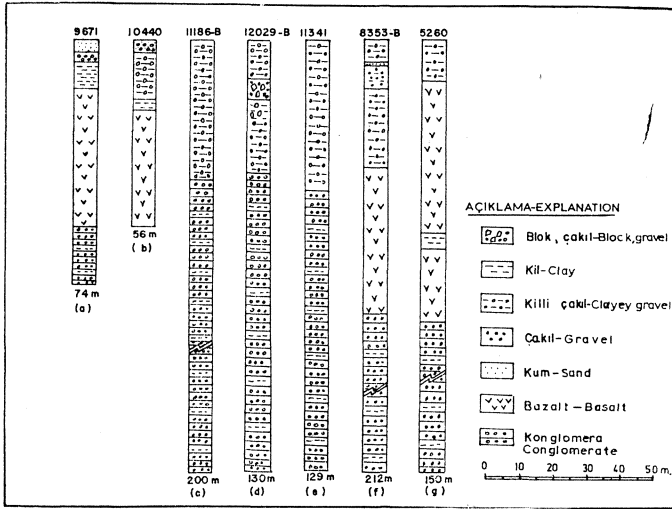 9671 10440 11186-B 12029-B 11341 8353-B 5260
AÇIKLAMA-EXPLANATION
Blok, çakıl-Block, gravel
Kil-Clay
Killi çakıl-Clayey gravel
Çakıl-Gravel
Kum-Sand
Bazalt-Basalt
Konglomera
Conglomerate
0 10 20 30 40 50 m.
56 m
(b)
74 m
(a)
200 m 130m 129 m 212m 150 m
(c) (d) (e) (f) (g)